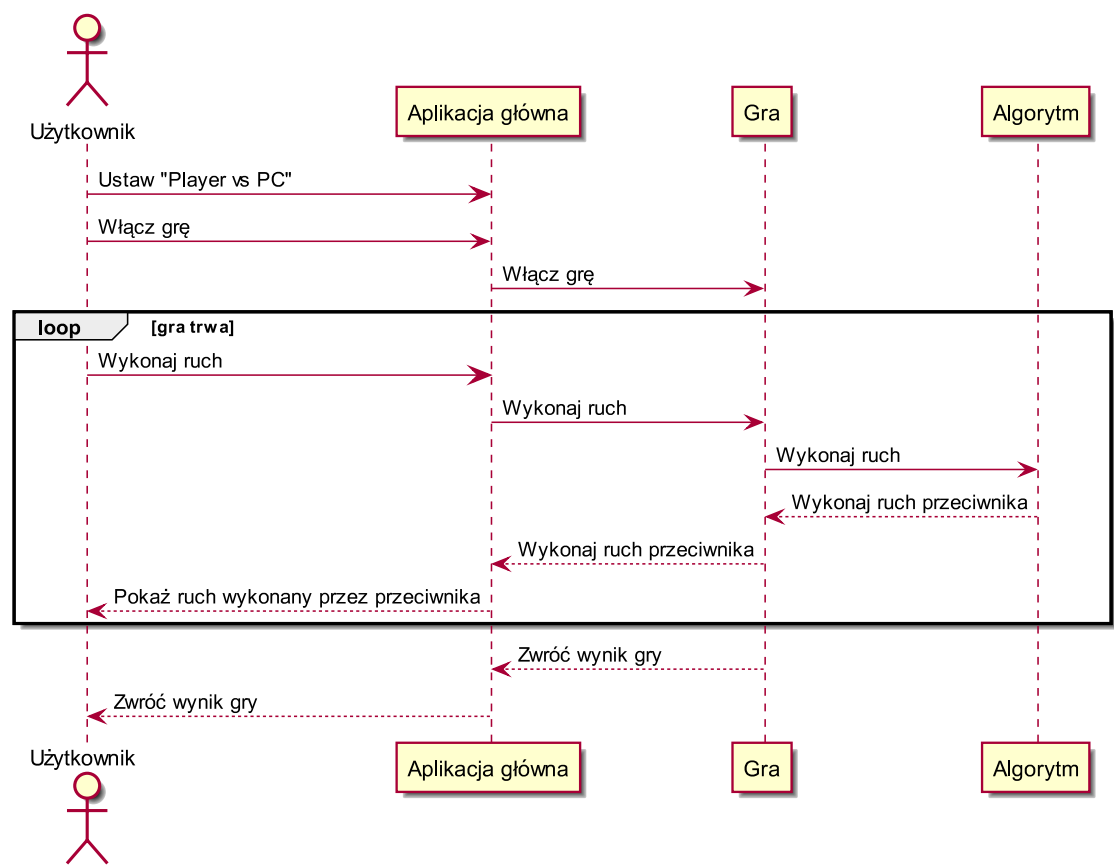 Użytkownik
Aplikacja główna
Gra
Algorytm
Ustaw "Player vs PC"
Włącz grę
Włącz grę
loop
[gra trwa]
Wykonaj ruch
Wykonaj ruch
Wykonaj ruch
Wykonaj ruch przeciwnika
Wykonaj ruch przeciwnika
Pokaż ruch wykonany przez przeciwnika
Zwróć wynik gry
Zwróć wynik gry
Użytkownik
Aplikacja główna
Gra
Algorytm